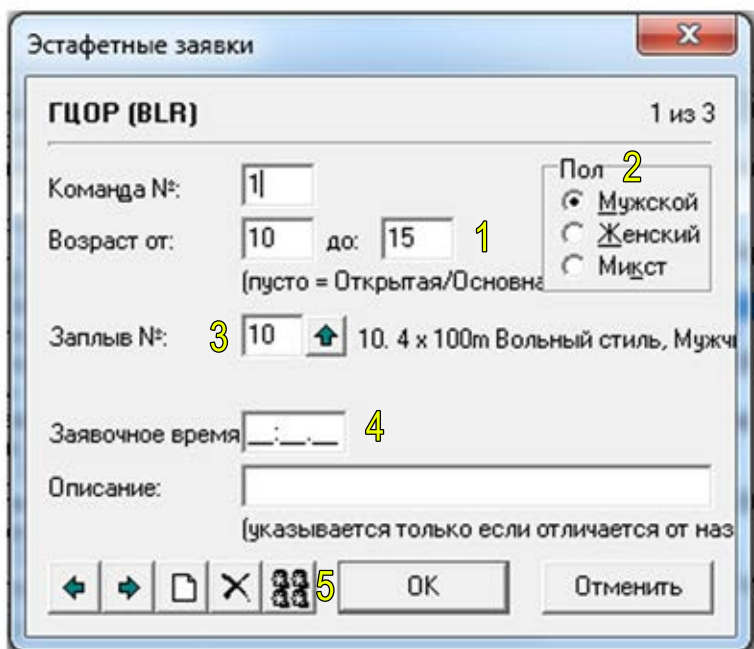 Эстафетные заявки
ГЦОР (BLR) 1 из 3
Команда №: 1
Пол 2
Мужской
Возраст от: 10 до: 15 1
Женский
(пусто = Открытая/Основна
Микст
Заплыв №: 3 10 10. 4 x 100m Вольный стиль, Мужч
Заявочное время __:__.__ 4
Описание:
(указывается только если отличается от наз
5 OK Отменить